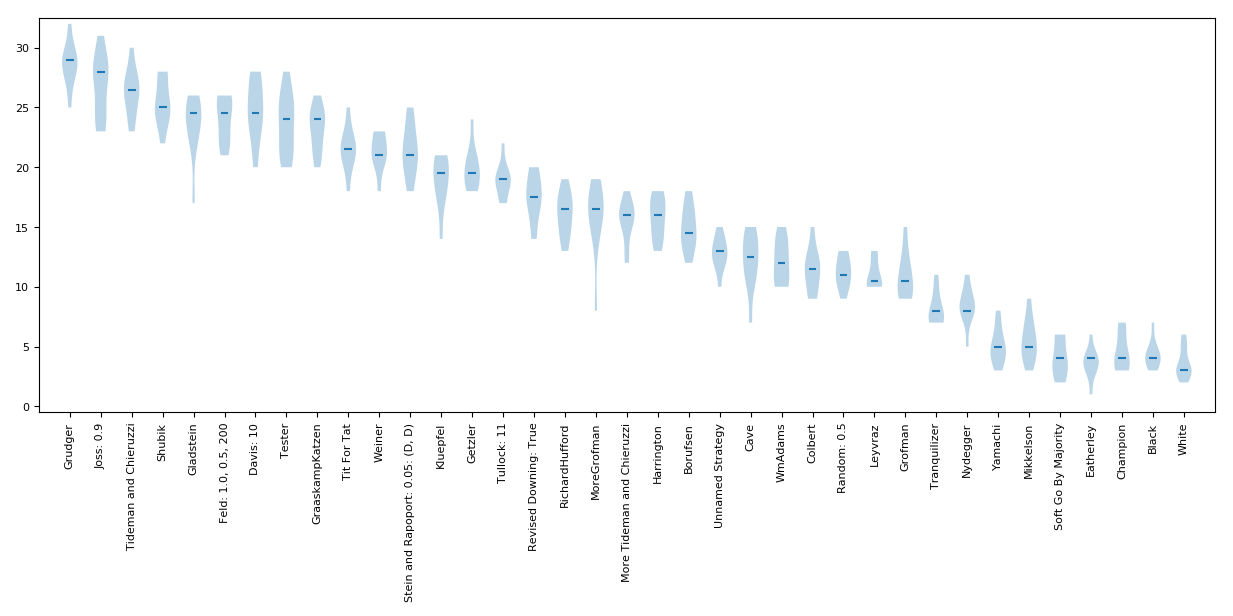 30
25
20
15
10
5
0
Grudger
Joss: 0.9
Tideman and Chieruzzi
Shubik
Gladstein
Feld: 1.0, 0.5, 200
Davis: 10
Tester
GraaskampKatzen
Tit For Tat
Weiner
Stein and Rapoport: 0.05: (D, D)
Kluepfel
Getzler
Tullock: 11
Revised Downing: True
RichardHufford
MoreGrofman
More Tideman and Chieruzzi
Harrington
Borufsen
Unnamed Strategy
Cave
WmAdams
Colbert
Random: 0.5
Leyvraz
Grofman
Tranquilizer
Nydegger
Yamachi
Mikkelson
Soft Go By Majority
Eatherley
Champion
Black
White